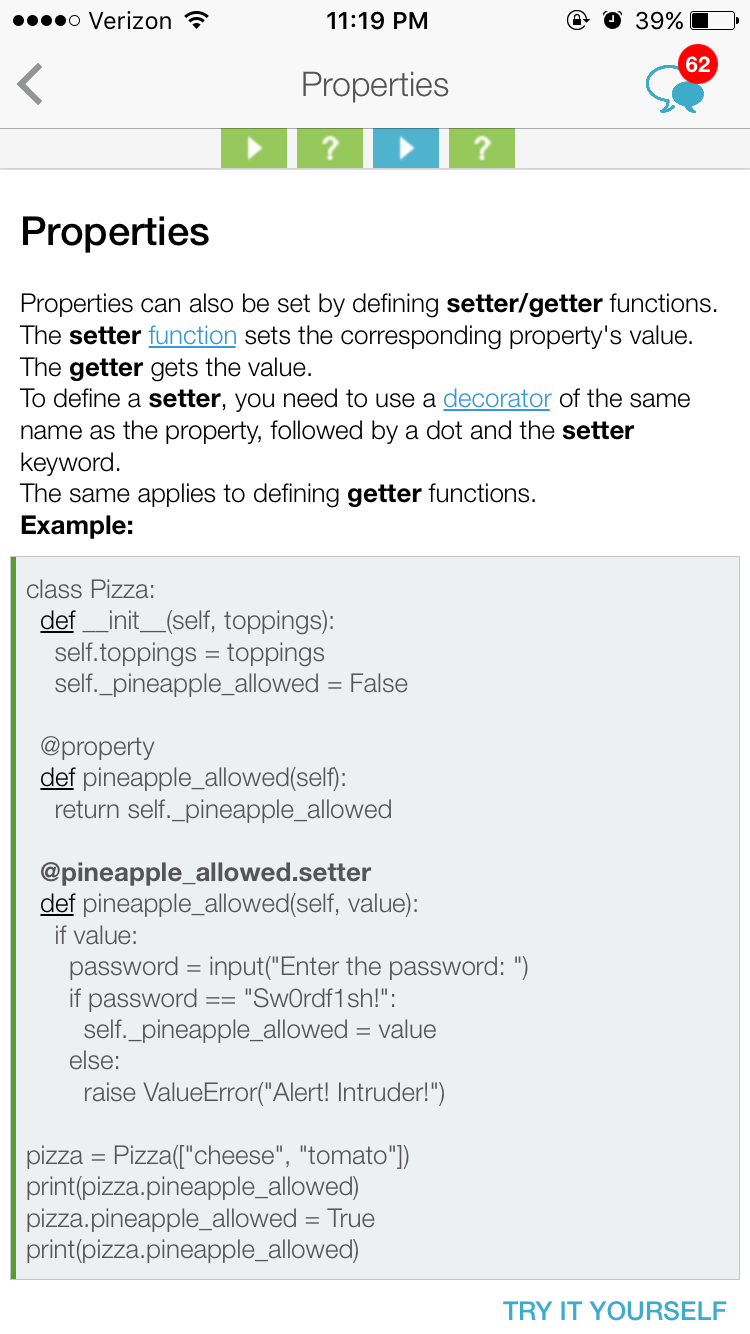 Verizon 11:19 PM 39%
Properties 62
? ?
Properties
Properties can also be set by defining setter/getter functions.
The setter function sets the corresponding property's value.
The getter gets the value.
To define a setter, you need to use a decorator of the same
name as the property, followed by a dot and the setter
keyword.
The same applies to defining getter functions.
Example:
class Pizza:
  def __init__(self, toppings):
    self.toppings = toppings
    self._pineapple_allowed = False

  @property
  def pineapple_allowed(self):
    return self._pineapple_allowed

  @pineapple_allowed.setter
  def pineapple_allowed(self, value):
    if value:
      password = input("Enter the password: ")
      if password == "Sw0rdf1sh!":
        self._pineapple_allowed = value
      else:
        raise ValueError("Alert! Intruder!")

pizza = Pizza(["cheese", "tomato"])
print(pizza.pineapple_allowed)
pizza.pineapple_allowed = True
print(pizza.pineapple_allowed)
TRY IT YOURSELF